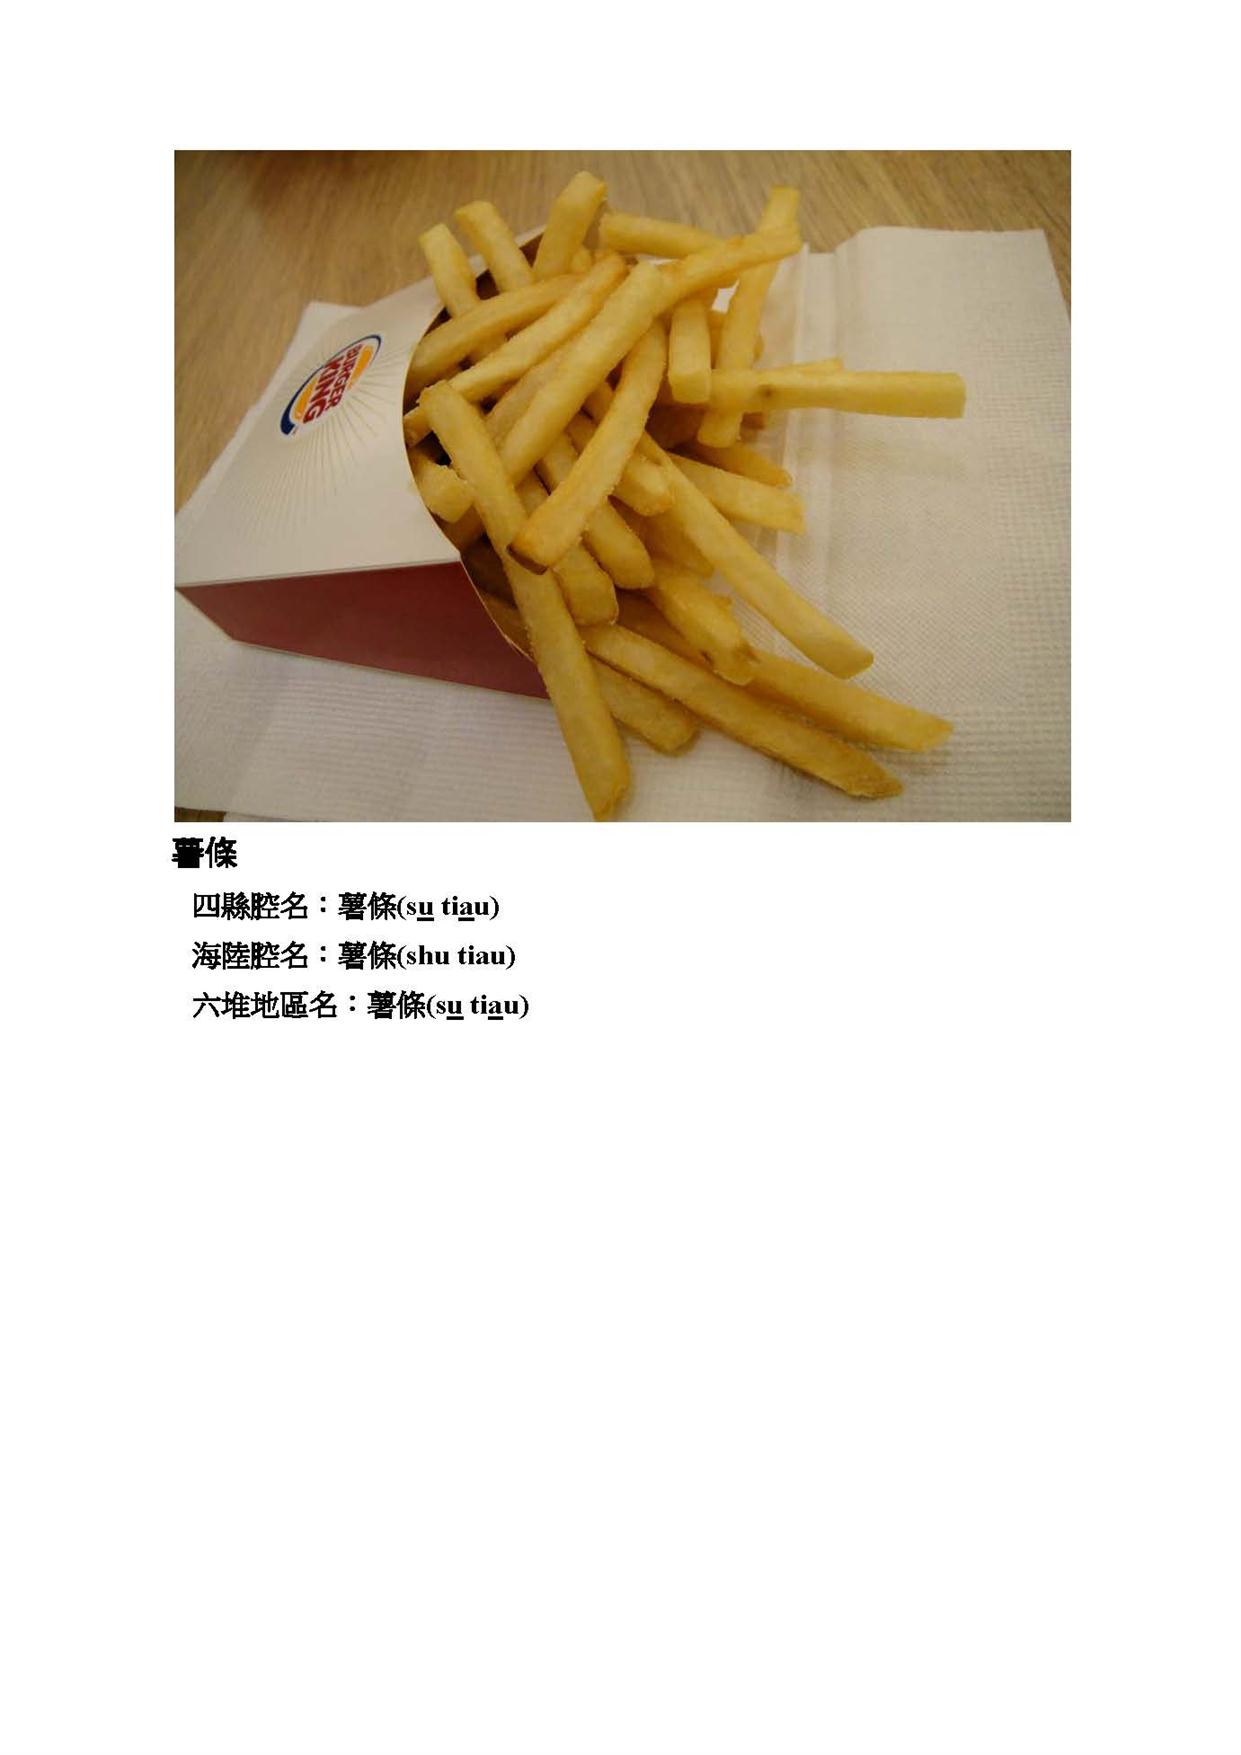 BURGER
KING
薯條
四縣腔名：薯條(su tiau)
海陸腔名：薯條(shu tiau)
六堆地區名：薯條(su tiau)